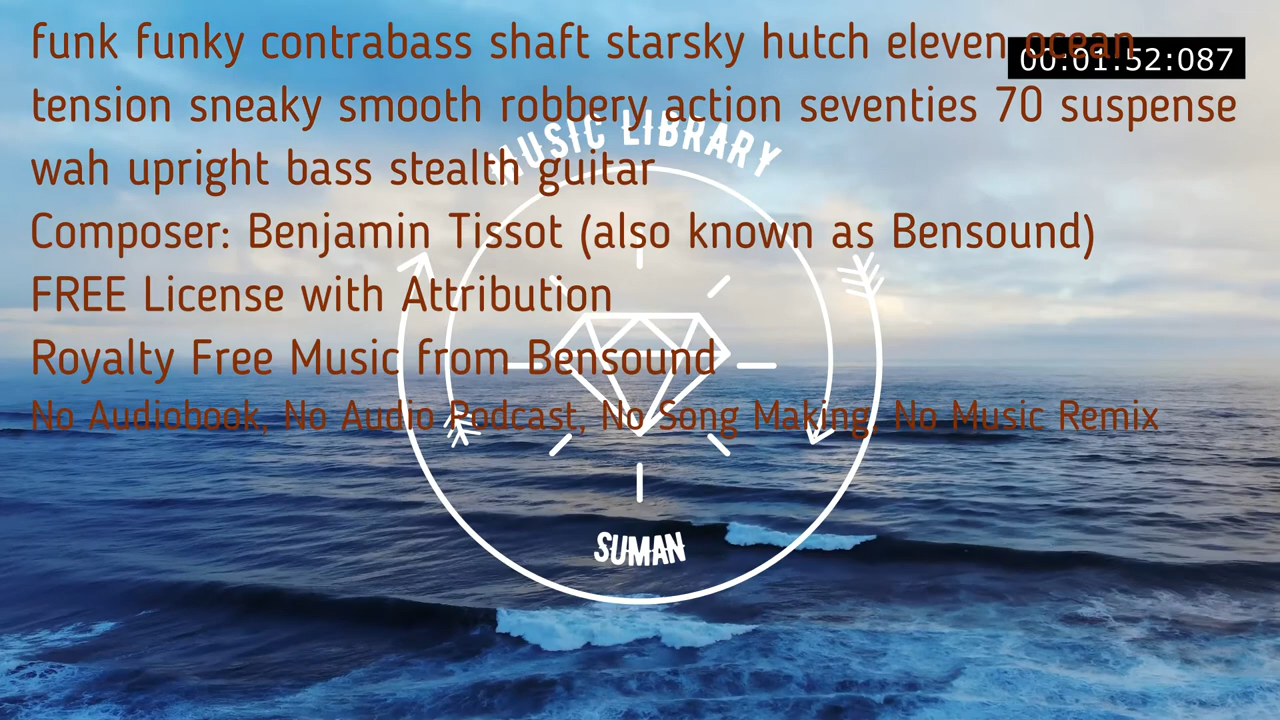 funk funky contrabass shaft starsky hutch eleven ocean
00:01:52:087
tension sneaky smooth robbery action seventies 70 suspense
MUSIC LIBRARY
wah upright bass stealth guitar
Composer: Benjamin Tissot (also known as Bensound)
FREE License with Attribution
Royalty Free Music from Bensound
No Audiobook, No Audio Podcast, No Song Making, No Music Remix
SUMAN